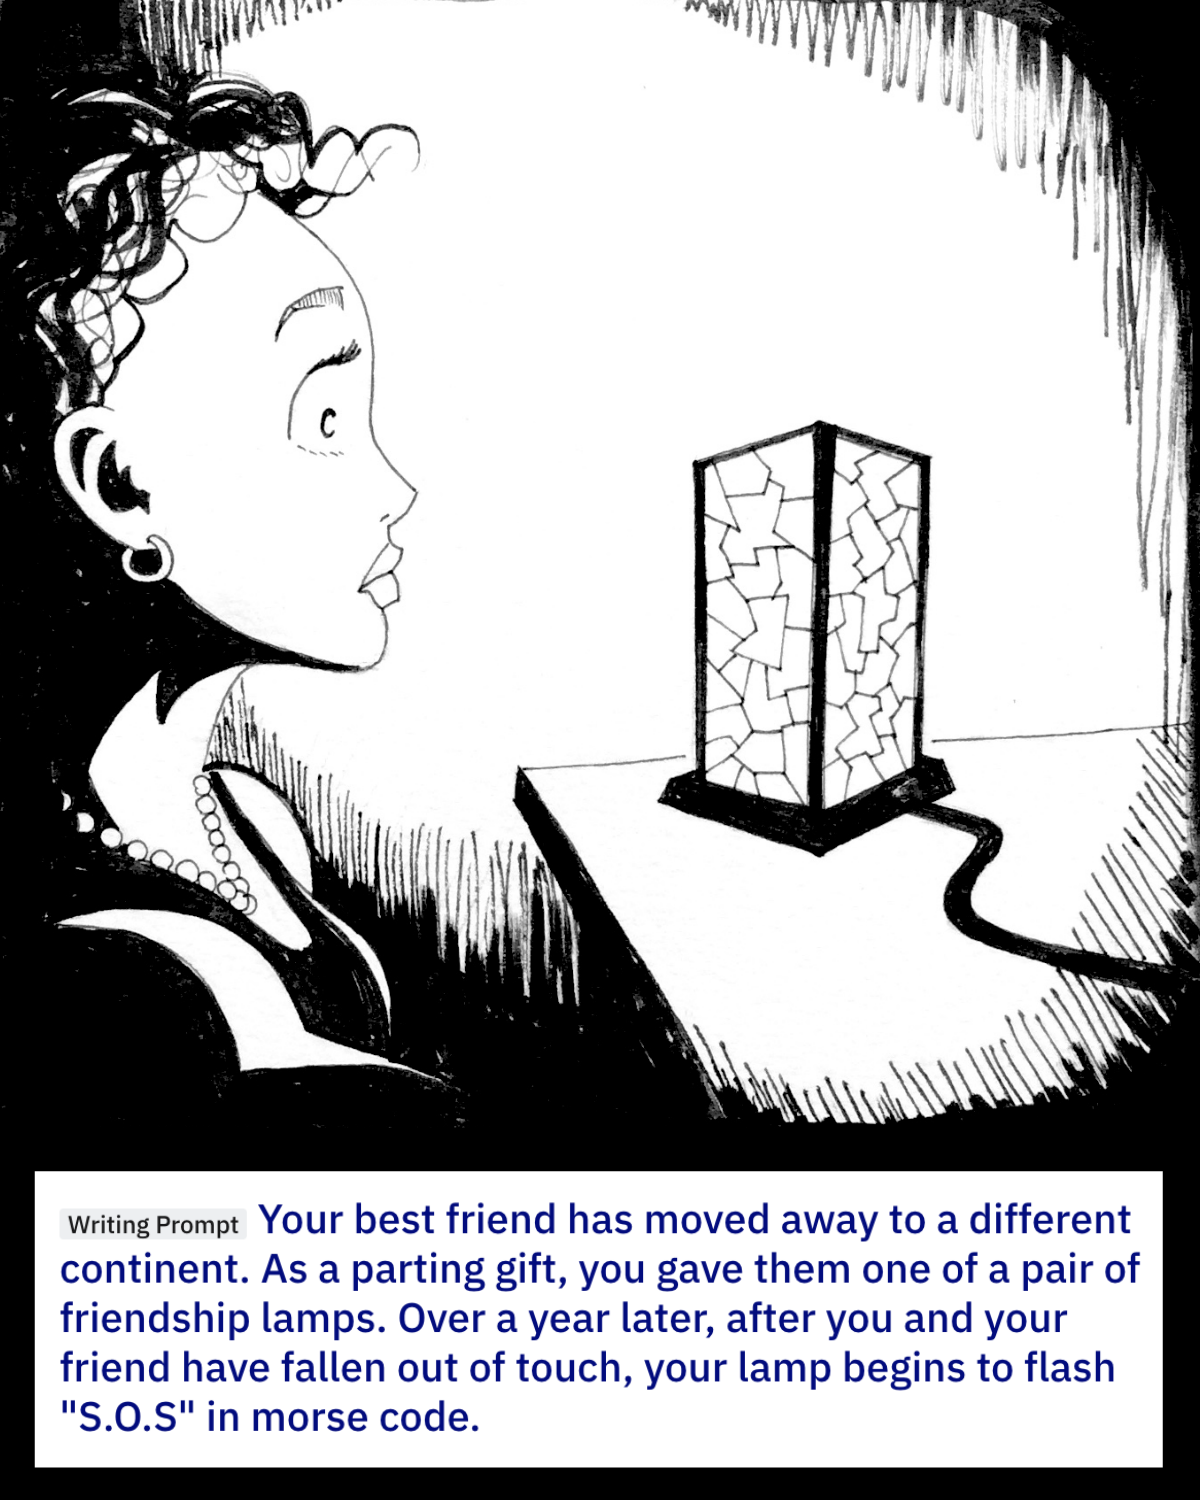 Writing Prompt Your best friend has moved away to a different
continent. As a parting gift, you gave them one of a pair of
friendship lamps. Over a year later, after you and your
friend have fallen out of touch, your lamp begins to flash
"S.O.S" in morse code.